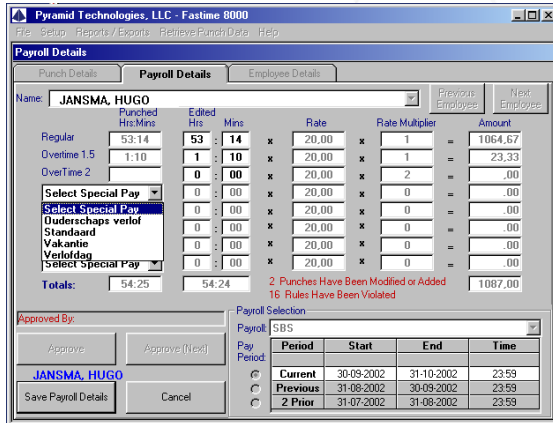 Pyramid Technologies, LLC - Fastime 8000
File Setup Reports / Exports Retrieve Punch Data Help
Payroll Details
Punch Details Payroll Details Employee Details
Name: JANSMA, HUGO Previous Employee Next Employee
Punched Hrs:Mins Edited Hrs Mins Rate Rate Multiplier Amount
Regular 53:14 53 : 14 x 20,00 x 1 = 1064,67
Overtime 1.5 1:10 1 : 10 x 20,00 x 1 = 23,33
OverTime 2 0 : 00 x 20,00 x 2 = ,00
Select Special Pay 0 : 00 x 20,00 x 0 = .00
Select Special Pay 0 : 00 x 20,00 x 0 = .00
Ouderschaps verlof
Standaard 0 : 00 x 20,00 x 0 = .00
Vakantie
Verlofdag 0 : 00 x 20,00 x 0 = .00
Select Special Pay 0 : 00 x 20,00 x 0 = .00
Totals: 54:25 54:24 2 Punches Have Been Modified or Added 1087,00
16 Rules Have Been Violated
Approved By:
Payroll Selection
Payroll: SBS
Approve Approve (Next)
Pay Period: Period Start End Time
JANSMA, HUGO
Current 30-09-2002 31-10-2002 23:59
Save Payroll Details Cancel
Previous 31-08-2002 30-09-2002 23:59
2 Prior 31-07-2002 31-08-2002 23:59